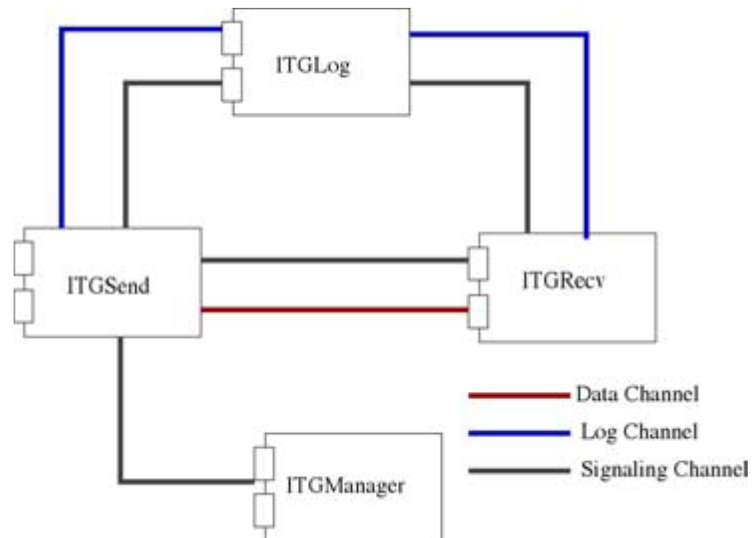 ITGLog
ITGSend
ITGRecv
Data Channel
Log Channel
Signaling Channel
ITGManager